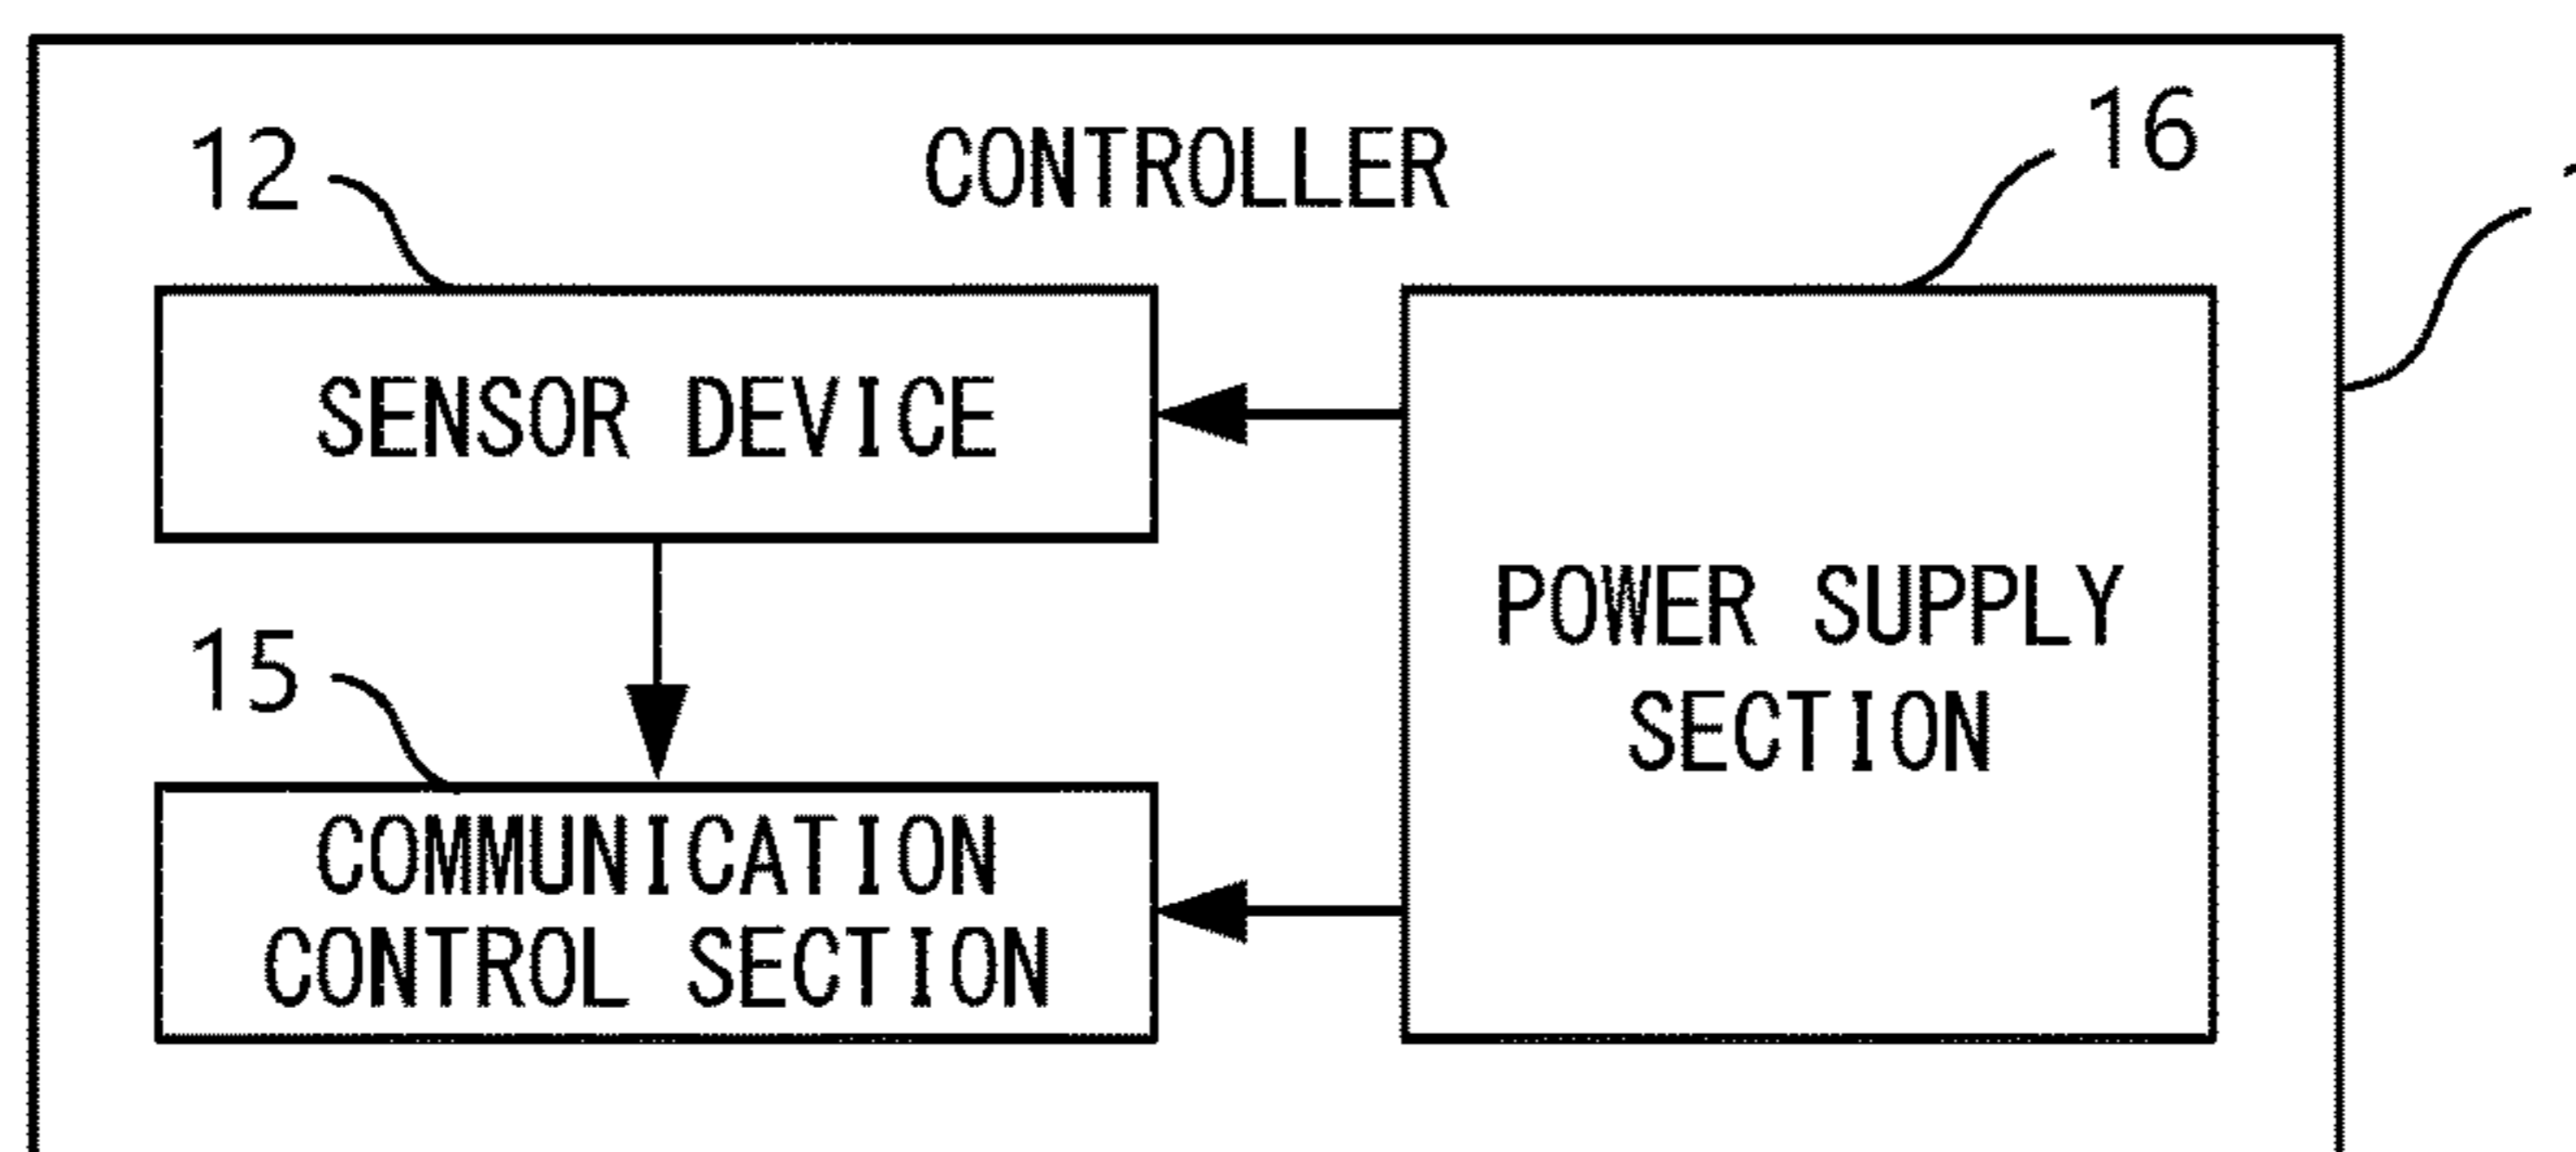 CONTROLLER
12
16
SENSOR DEVICE
POWER SUPPLY
SECTION
15
COMMUNICATION
CONTROL SECTION